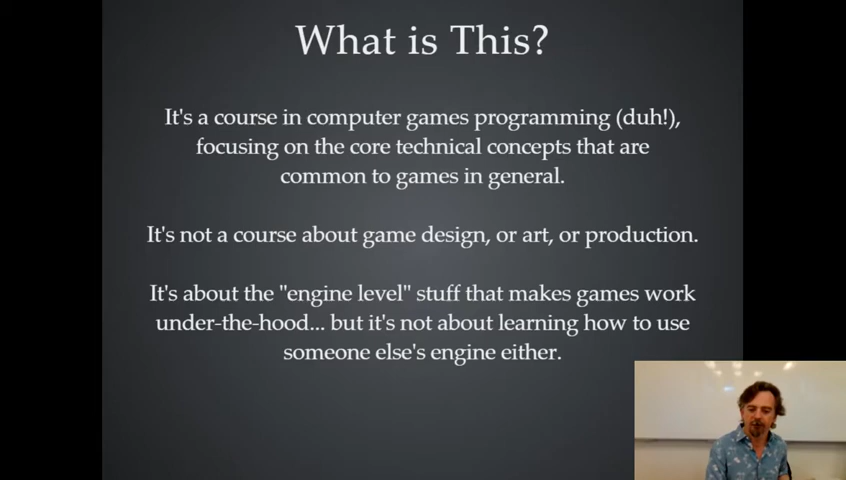 What is This?
It's a course in computer games programming (duh!),
focusing on the core technical concepts that are
common to games in general.
It's not a course about game design, or art, or production.
It's about the "engine level" stuff that makes games work
under-the-hood... but it's not about learning how to use
someone else's engine either.